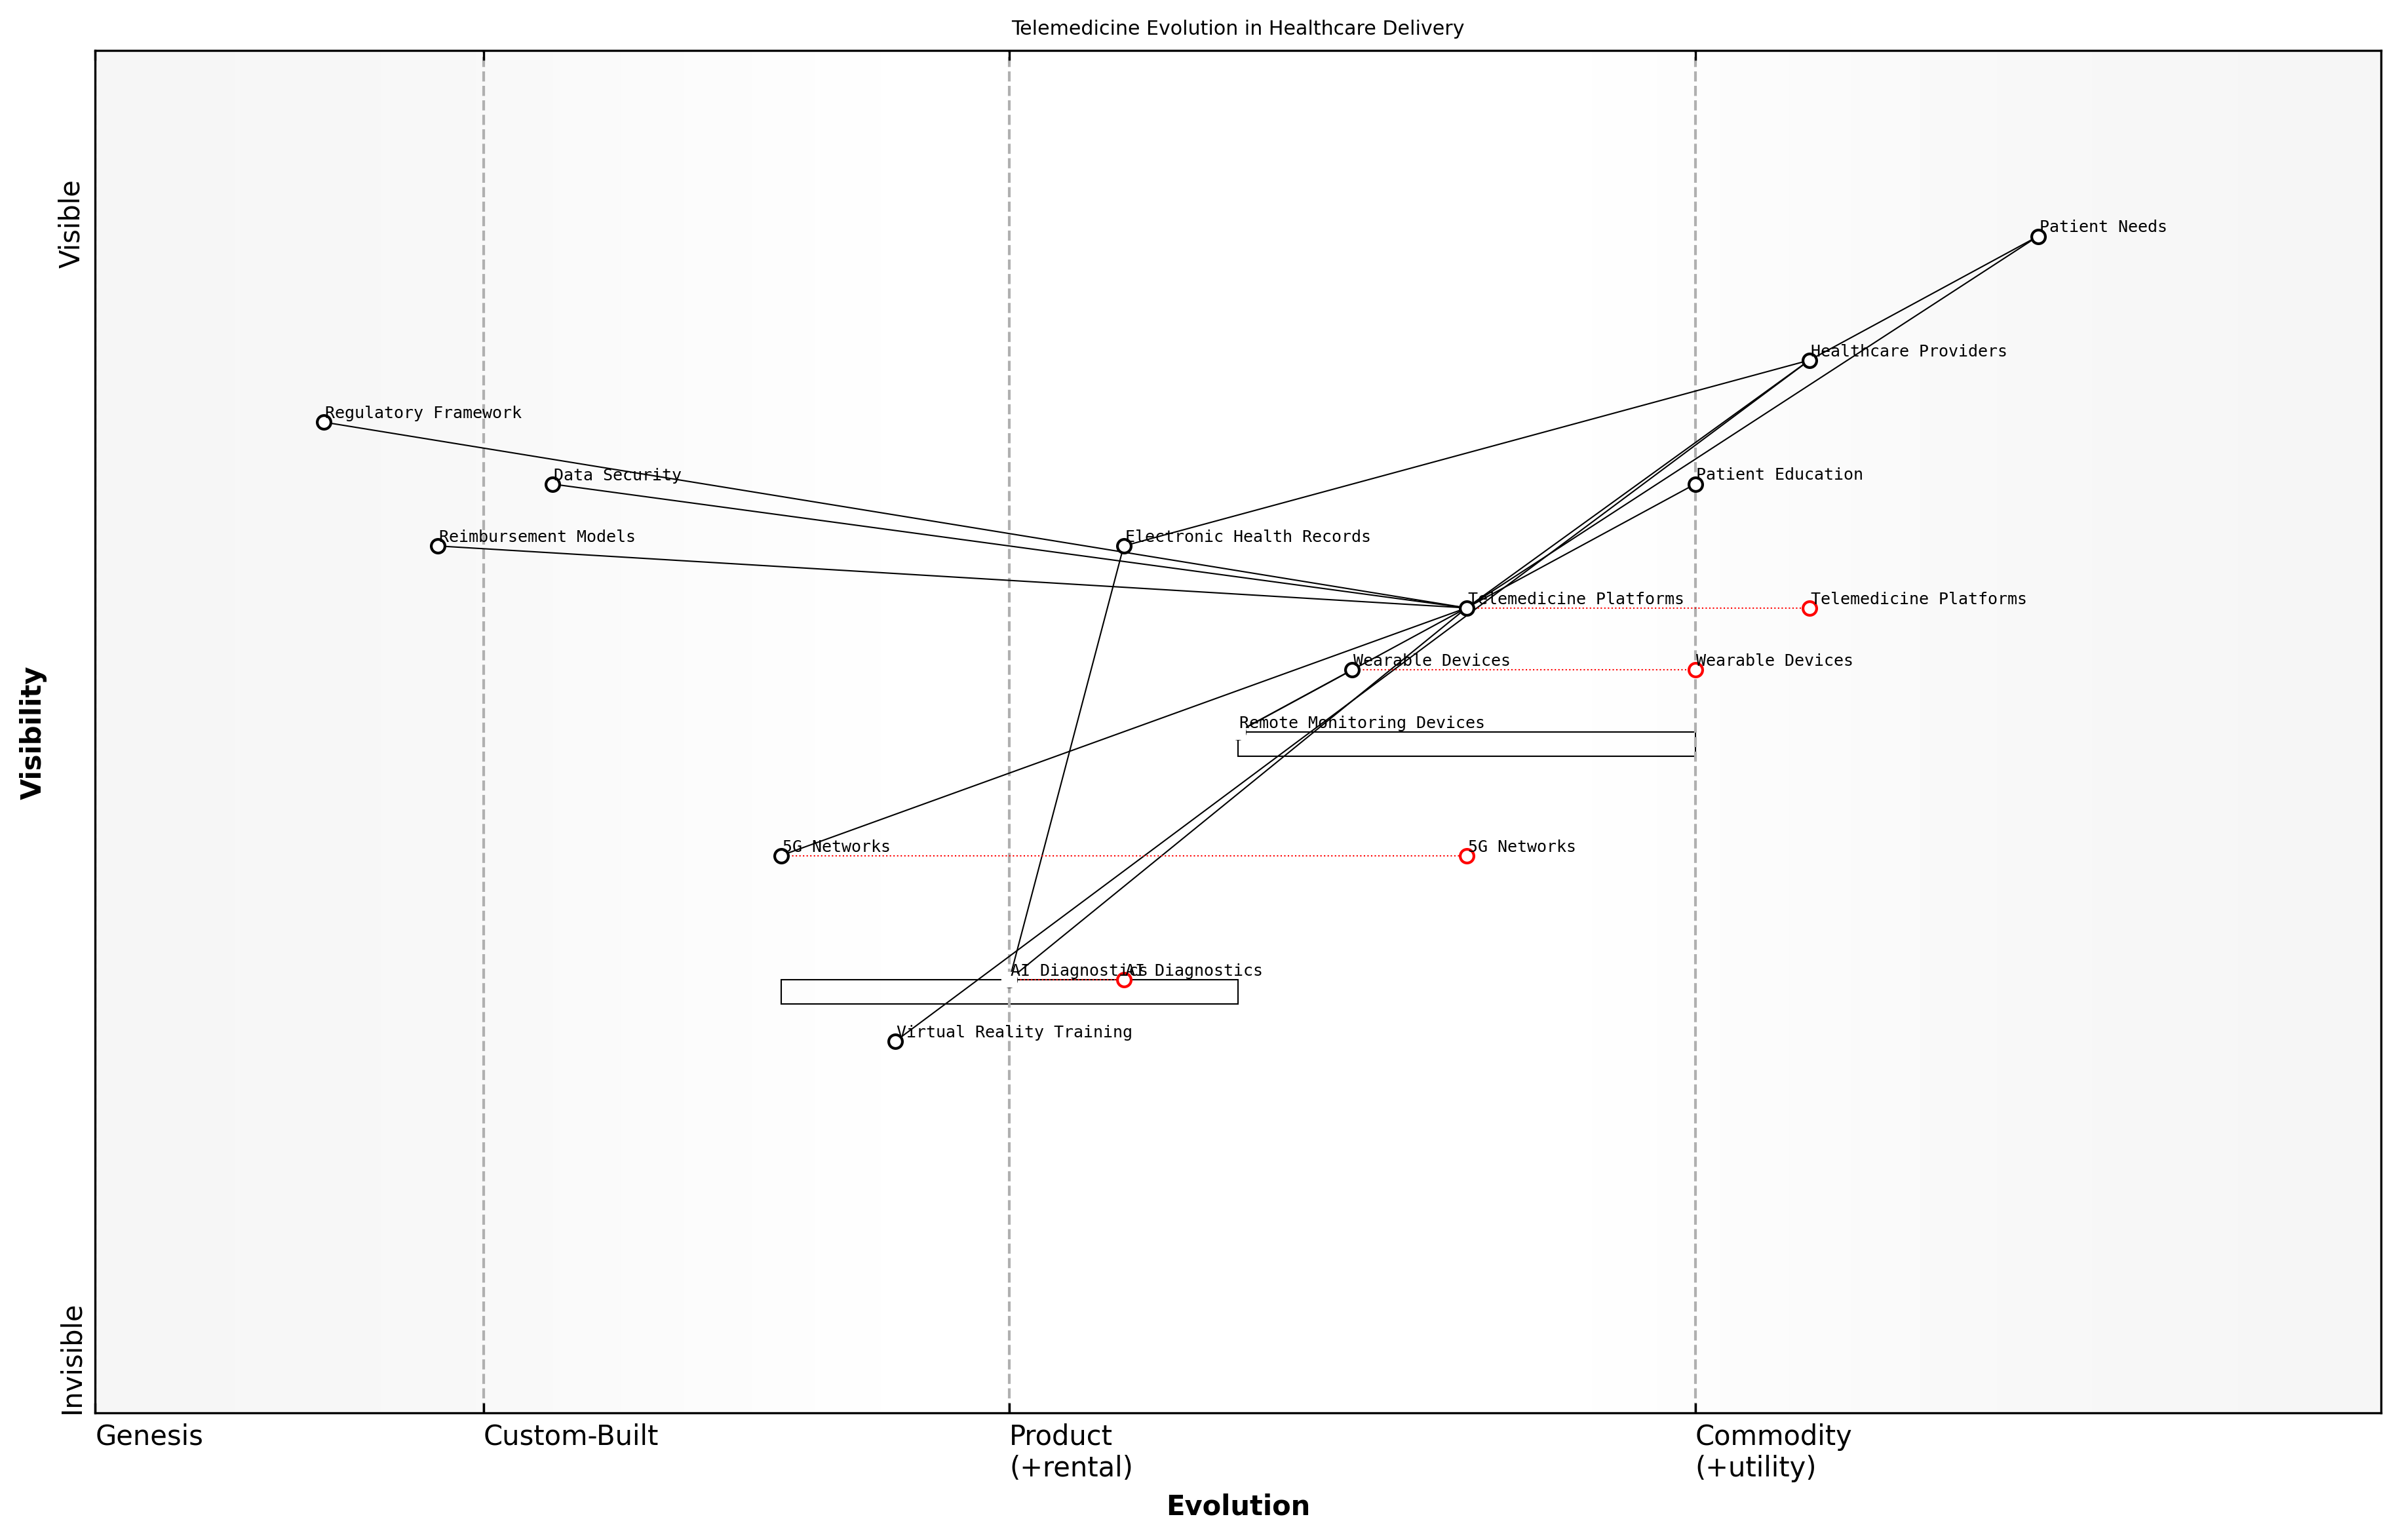 Telemedicine Evolution in Healthcare Delivery
Visible
Patient Needs
Healthcare Providers
Regulatory Framework
Data Security
Patient Education
Reimbursement Models
Electronic Health Records
Telemedicine Platforms
Telemedicine Platforms
Wearable Devices
Wearable Devices
Remote Monitoring Devices
Visibility
5G Networks
5G Networks
AI Diagnostics
AI Diagnostics
Virtual Reality Training
Invisible
Genesis
Custom-Built
Product
(+rental)
Commodity
(+utility)
Evolution